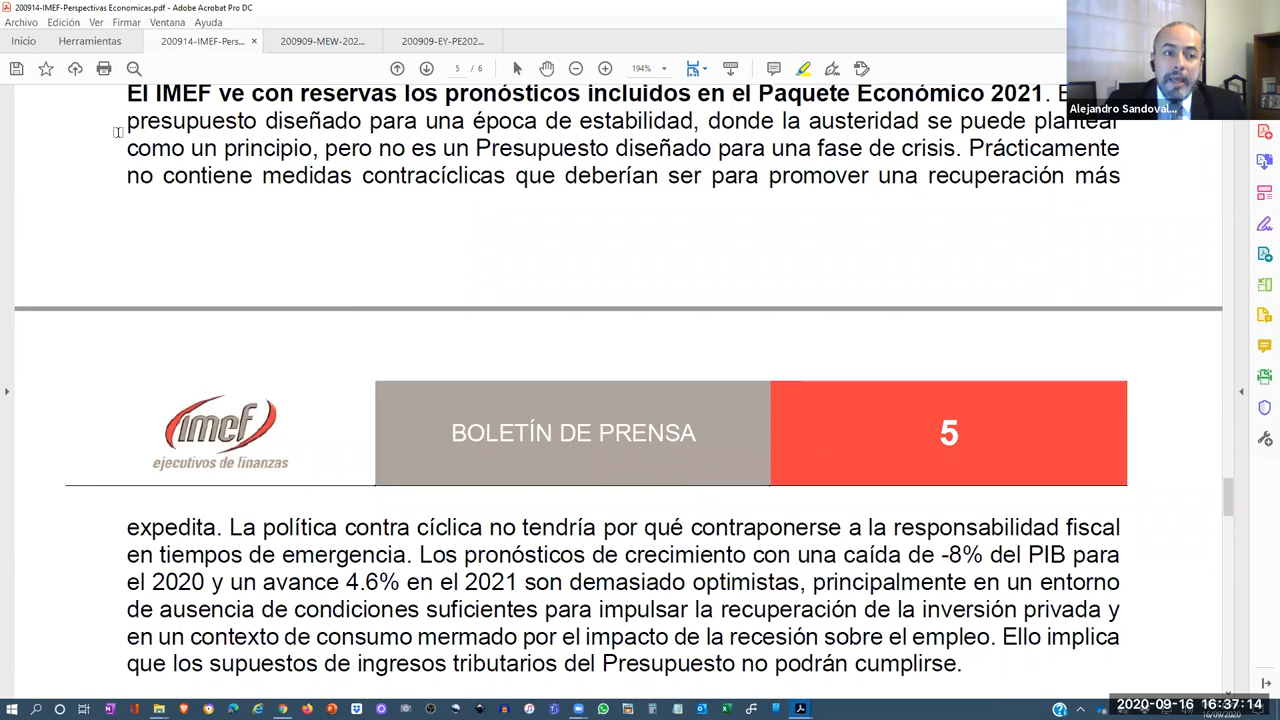 200914-IMEF-Perspectivas Economicas.pdf - Adobe Acrobat Pro DC
Archivo Edición Ver Firmar Ventana Ayuda
Inicio Herramientas 200914-IMEF-Pers... × 200909-MEW-202... 200909-EY-PE202...
5 / 6 194%
Alejandro Sandoval...
El IMEF ve con reservas los pronósticos incluidos en el Paquete Económico 2021.
presupuesto diseñado para una época de estabilidad, donde la austeridad se puede plantear
como un principio, pero no es un Presupuesto diseñado para una fase de crisis. Prácticamente
no contiene medidas contracíclicas que deberían ser para promover una recuperación más
imef
ejecutivos de finanzas
BOLETÍN DE PRENSA
5
expedita. La política contra cíclica no tendría por qué contraponerse a la responsabilidad fiscal
en tiempos de emergencia. Los pronósticos de crecimiento con una caída de -8% del PIB para
el 2020 y un avance 4.6% en el 2021 son demasiado optimistas, principalmente en un entorno
de ausencia de condiciones suficientes para impulsar la recuperación de la inversión privada y
en un contexto de consumo mermado por el impacto de la recesión sobre el empleo. Ello implica
que los supuestos de ingresos tributarios del Presupuesto no podrán cumplirse.
2020-09-16 16:37:14